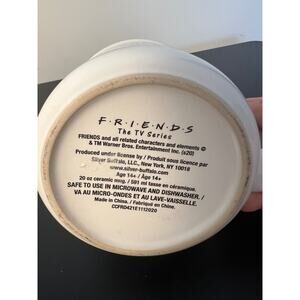 F·R·I·E·N·D·S
The TV Series
FRIENDS and all related characters and elements ©
& TM Warner Bros. Entertainment Inc. (s20)
Produced under license by / Produit sous licence par
Silver Buffalo, LLC., New York, NY 10018
www.silver-buffalo.com
Age 14+ / Âge 14+
20 oz ceramic mug. / 591 ml tasse en céramique.
SAFE TO USE IN MICROWAVE AND DISHWASHER. /
VA AU MICRO-ONDES ET AU LAVE-VAISSELLE.
Made in China. / Fabriqué en Chine.
CCFRD421E1112020